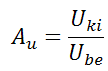 A_u = U_ki / U_be